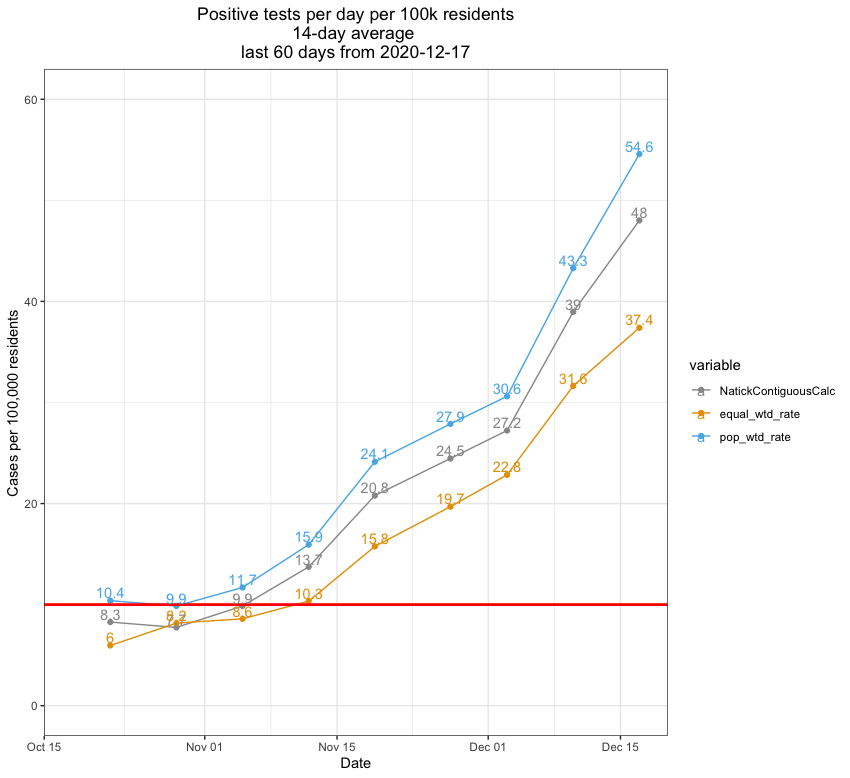 Positive tests per day per 100k residents
14-day average
last 60 days from 2020-12-17
60
40
20
0
Cases per 100,000 residents
10.4
9.9
11.7
15.9
24.1
27.9
30.6
43.3
54.6
8.3
9.9
13.7
20.8
24.5
27.2
39
48
6
8.2
8.6
10.3
15.8
19.7
22.8
31.6
37.4
Oct 15
Nov 01
Nov 15
Dec 01
Dec 15
Date
variable
a NatickContiguousCalc
a equal_wtd_rate
a pop_wtd_rate